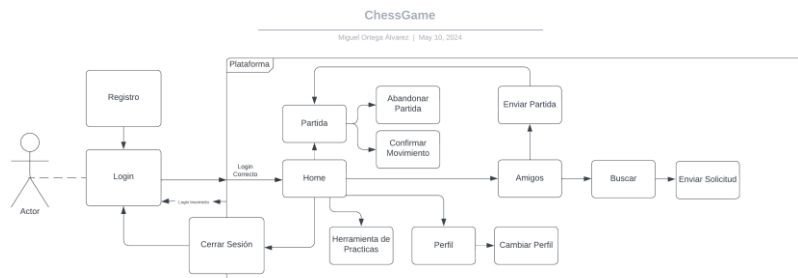 ChessGame
Miguel Ortega Álvarez | May 10, 2024
Plataforma
Registro
Abandonar
Partida
Enviar Partida
Partida
Confirmar
Movimiento
Login
Login
Correcto
Home
Amigos
Buscar
Enviar Solicitud
Login Incorrecto
Actor
Cerrar Sesión
Herramienta de
Practicas
Perfil
Cambiar Perfil